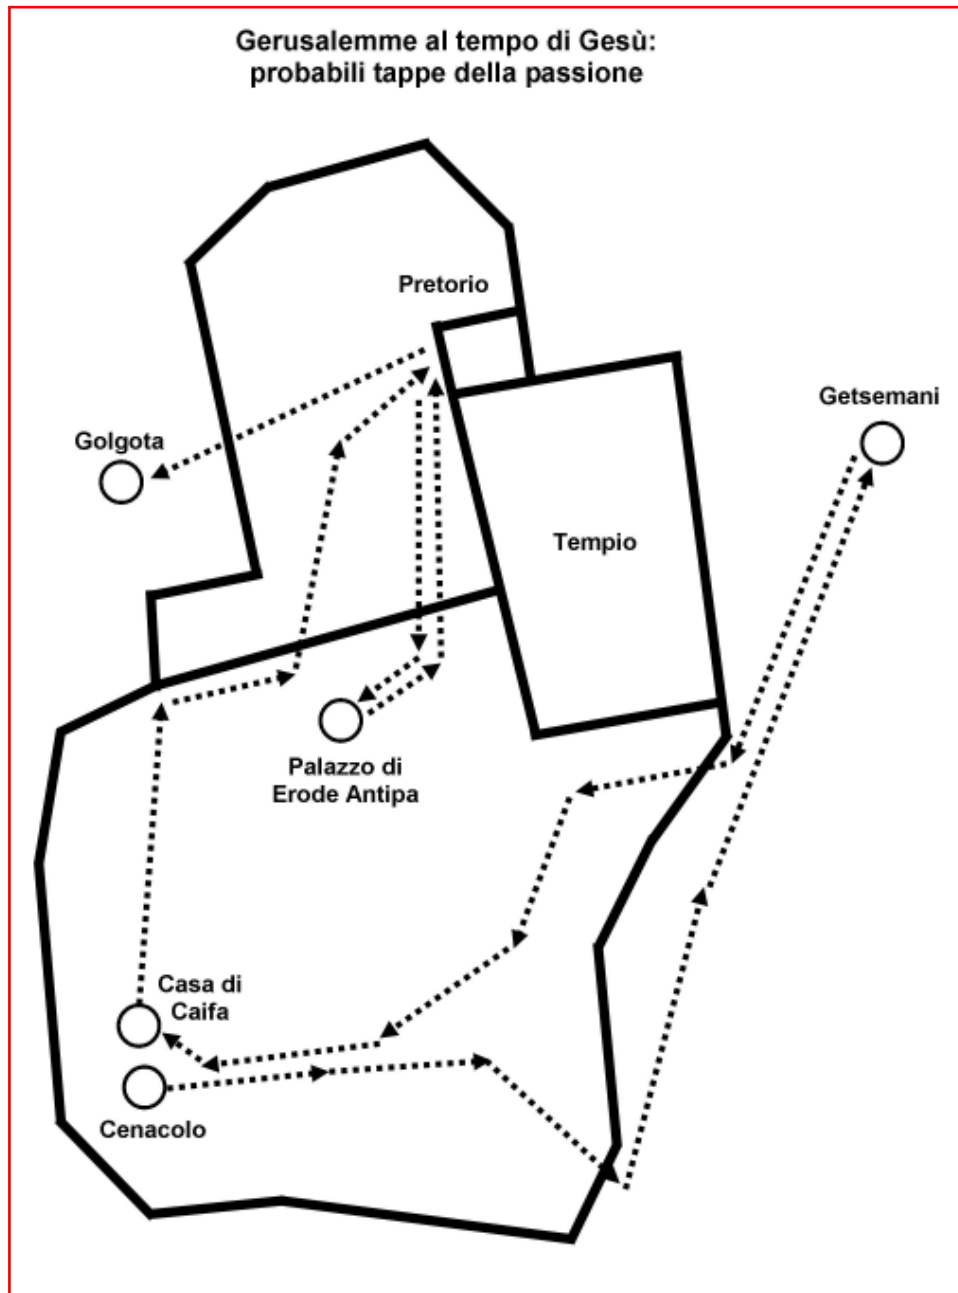 Gerusalemme al tempo di Gesù:
probabili tappe della passione
Pretorio
Getsemani
Golgota
Tempio
Palazzo di
Erode Antipa
Casa di
Caifa
Cenacolo